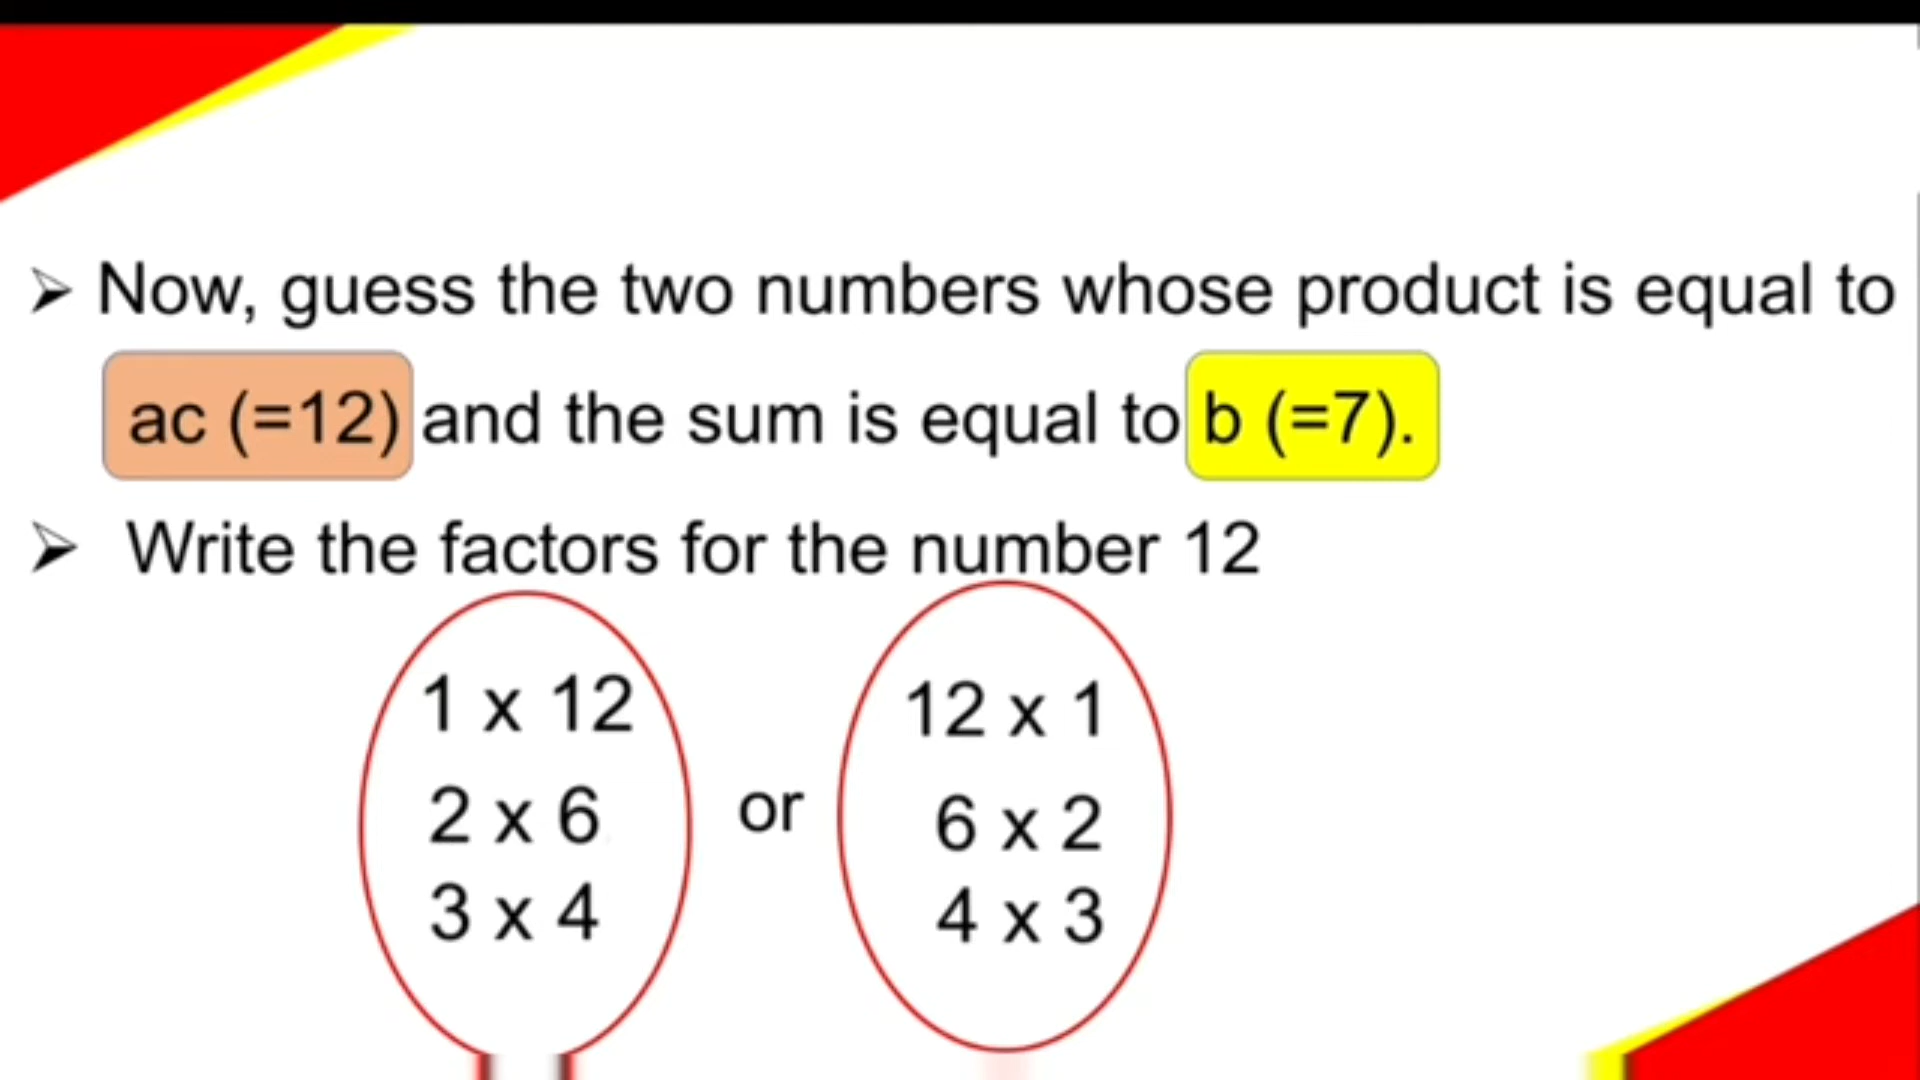 ➢ Now, guess the two numbers whose product is equal to
ac (=12) and the sum is equal to b (=7).
➢ Write the factors for the number 12
1 x 12
2 x 6
3 x 4
or
12 x 1
6 x 2
4 x 3